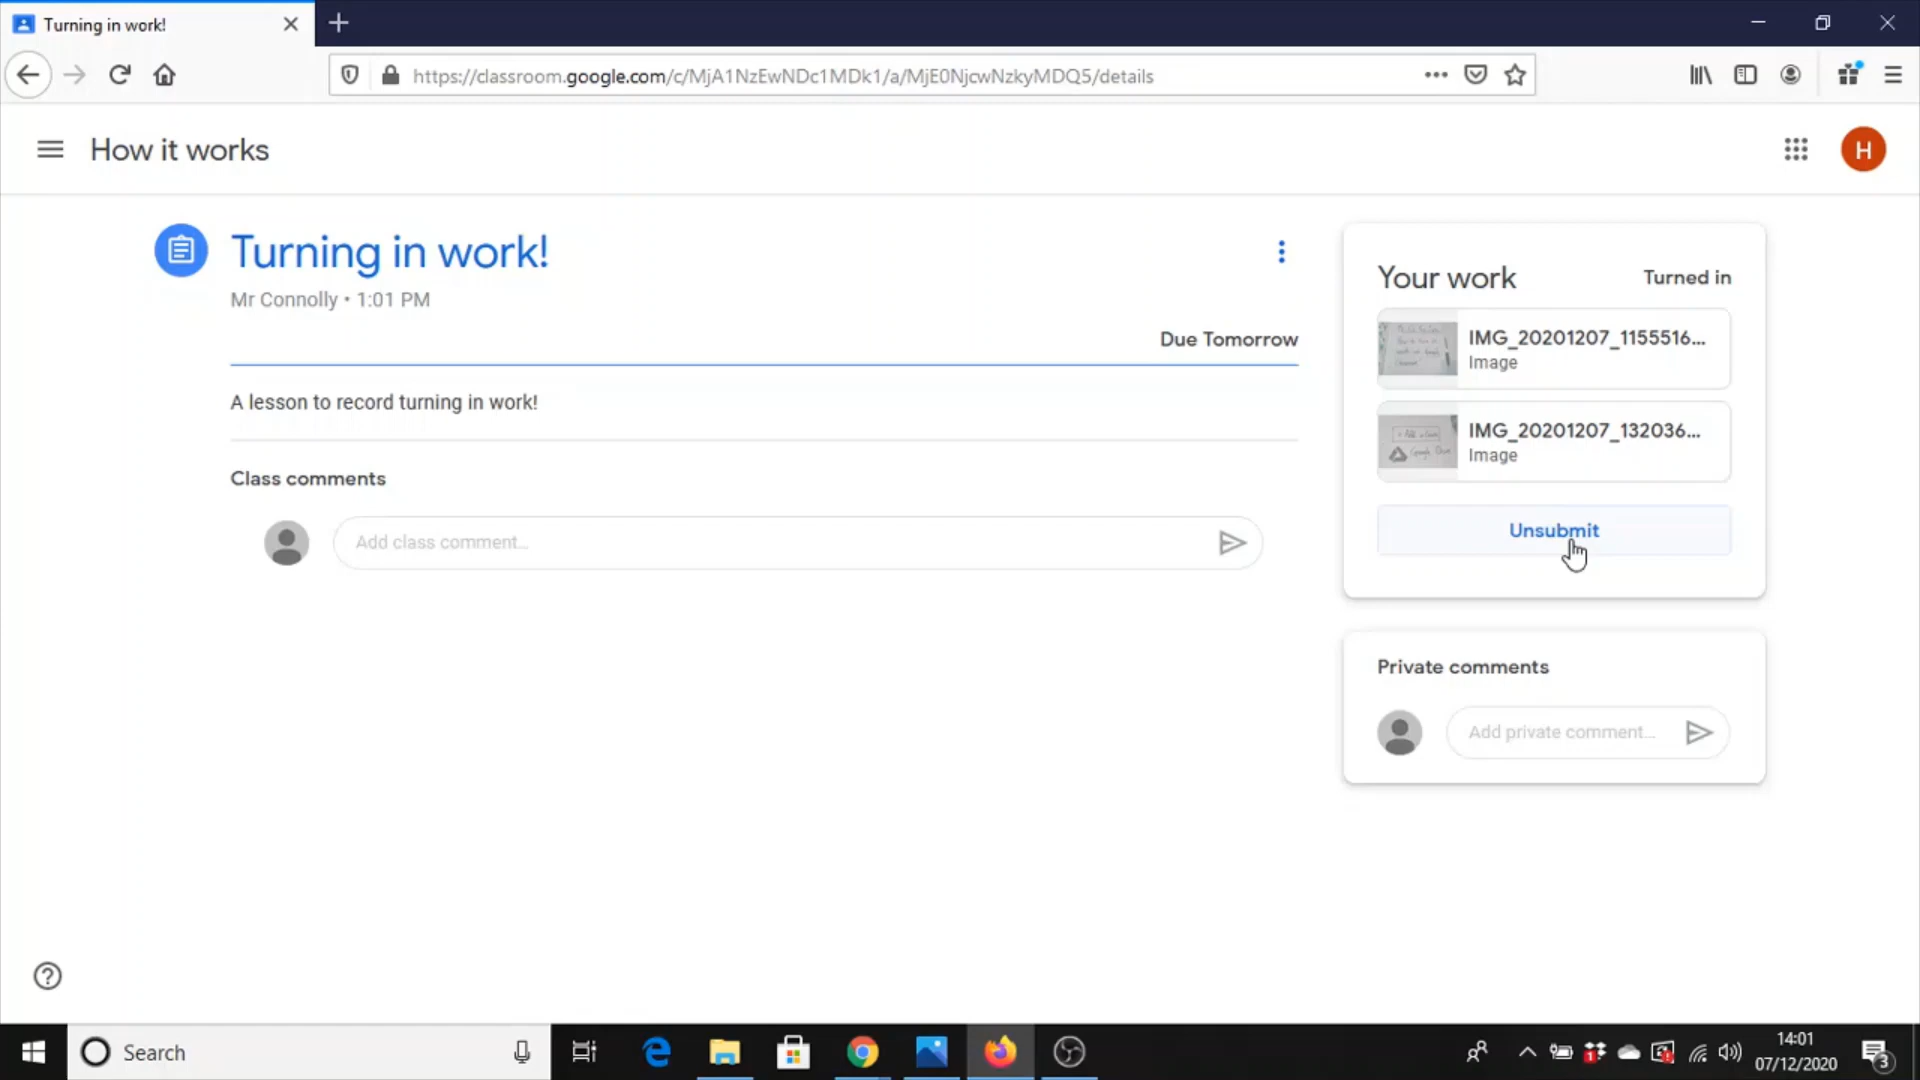 Turning in work!
https://classroom.google.com/c/MjA1NzEwNDc1MDk1/a/MjE0NjcwNzkyMDQ5/details
How it works
H
Turning in work!
Mr Connolly • 1:01 PM
Due Tomorrow
A lesson to record turning in work!
Class comments
Add class comment...
Your work
Turned in
IMG_20201207_1155516...
Image
IMG_20201207_132036...
Image
Unsubmit
Private comments
Add private comment...
Search
14:01
07/12/2020
3